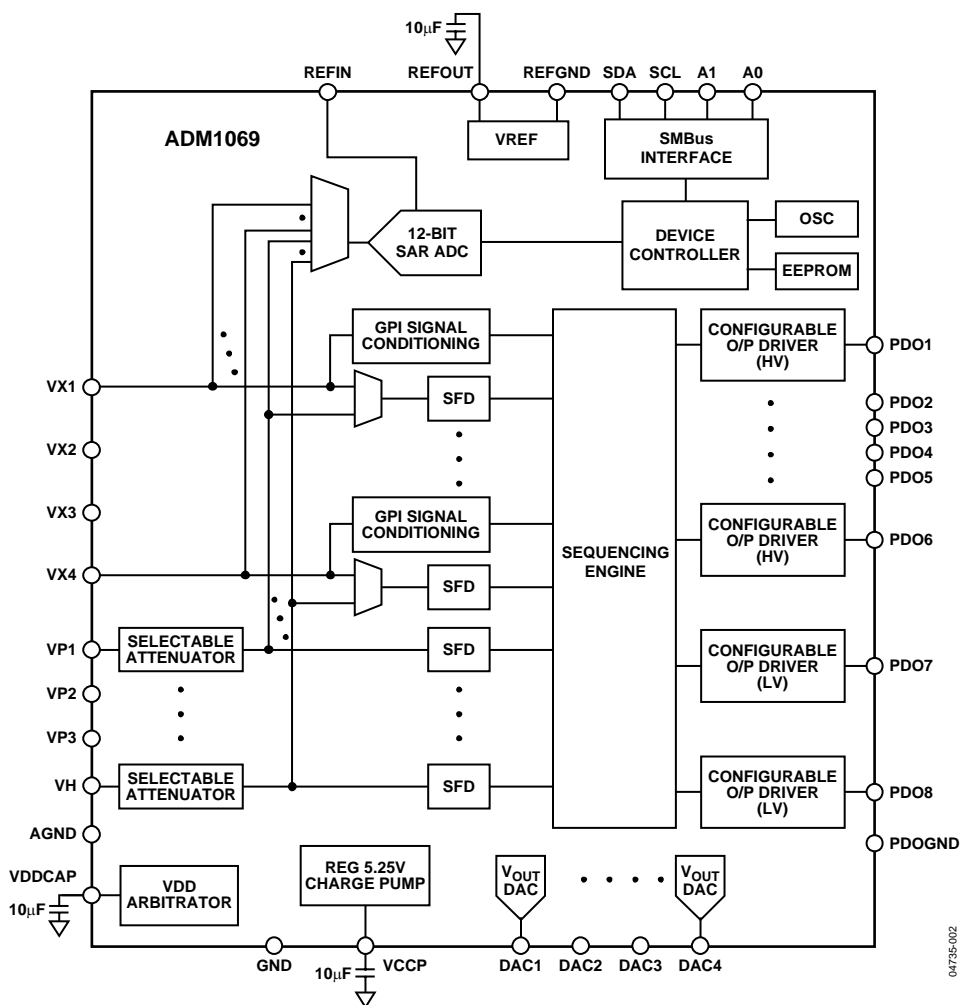 10µF
REFIN
REFOUT
REFGND
SDA
SCL
A1
A0
ADM1069
VREF
SMBus
INTERFACE
12-BIT
SAR ADC
DEVICE
CONTROLLER
OSC
EEPROM
GPI SIGNAL
CONDITIONING
CONFIGURABLE
O/P DRIVER
(HV)
PDO1
VX1
SFD
PDO2
PDO3
PDO4
PDO5
VX2
VX3
GPI SIGNAL
CONDITIONING
SEQUENCING
ENGINE
CONFIGURABLE
O/P DRIVER
(HV)
PDO6
VX4
SFD
VP1
SELECTABLE
ATTENUATOR
SFD
CONFIGURABLE
O/P DRIVER
(LV)
PDO7
VP2
VP3
VH
SELECTABLE
ATTENUATOR
SFD
CONFIGURABLE
O/P DRIVER
(LV)
PDO8
AGND
PDOGND
VDDCAP
10µF
VDD
ARBITRATOR
REG 5.25V
CHARGE PUMP
VOUT
DAC
VOUT
DAC
GND
10µF
VCCP
DAC1
DAC2
DAC3
DAC4
04735-002